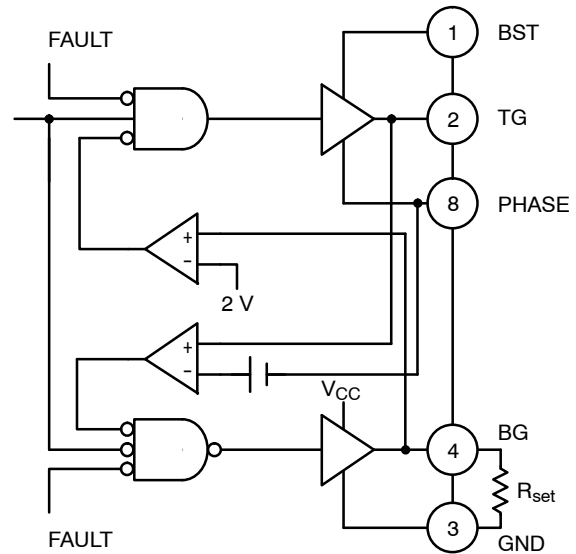 FAULT
1 BST
2 TG
8 PHASE
+
−
2 V
+
−
VCC
4 BG
Rset
3 GND
FAULT